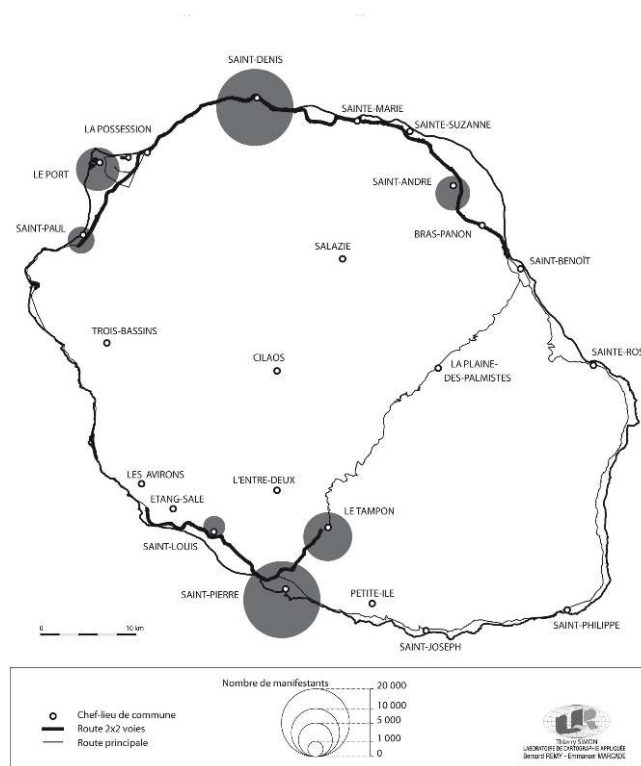 SAINT-DENIS
SAINTE-MARIE
SAINTE-SUZANNE
LA POSSESSION
LE PORT
SAINT-ANDRE
SAINT-PAUL
BRAS-PANON
SALAZIE
SAINT-BENOÎT
TROIS-BASSINS
CILAOS
LA PLAINE-
DES-PALMISTES
SAINTE-ROS
LES AVIRONS
ETANG-SALE
L'ENTRE-DEUX
LE TAMPON
SAINT-LOUIS
SAINT-PIERRE
PETITE-ILE
SAINT-PHILIPPE
SAINT-JOSEPH
0 10 km
Nombre de manifestants
20 000
10 000
5 000
1 000
0
Chef-lieu de commune
Route 2x2 voies
Route principale
Thierry SIMON
LABORATOIRE DE CARTOGRAPHIE APPLIQUÉE
Bernard REMY - Emmanuel MARCADE